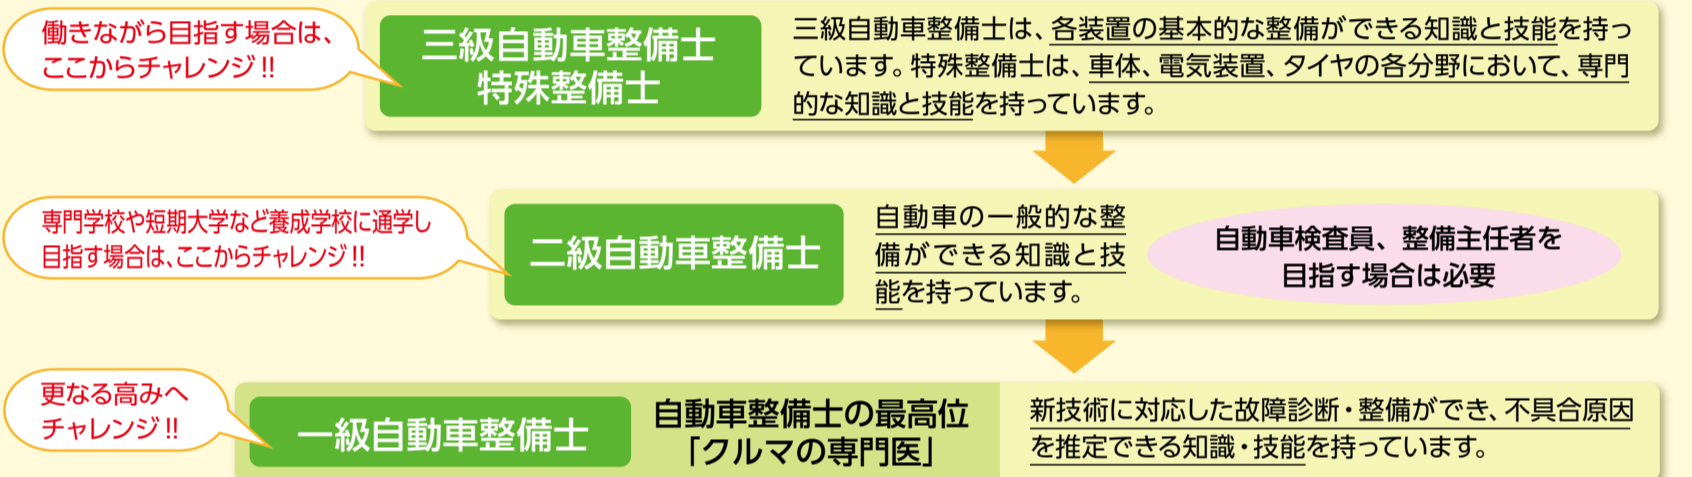 働きながら目指す場合は、
ここからチャレンジ!!
三級自動車整備士
特殊整備士
三級自動車整備士は、各装置の基本的な整備ができる知識と技能を持っ
ています。特殊整備士は、車体、電気装置、タイヤの各分野において、専門
的な知識と技能を持っています。
専門学校や短期大学など養成学校に通学し
目指す場合は、ここからチャレンジ!!
二級自動車整備士
自動車の一般的な整
備ができる知識と技
能を持っています。
自動車検査員、整備主任者を
目指す場合は必要
更なる高みへ
チャレンジ!!
一級自動車整備士
自動車整備士の最高位
「クルマの専門医」
新技術に対応した故障診断・整備ができ、不具合原因
を推定できる知識・技能を持っています。